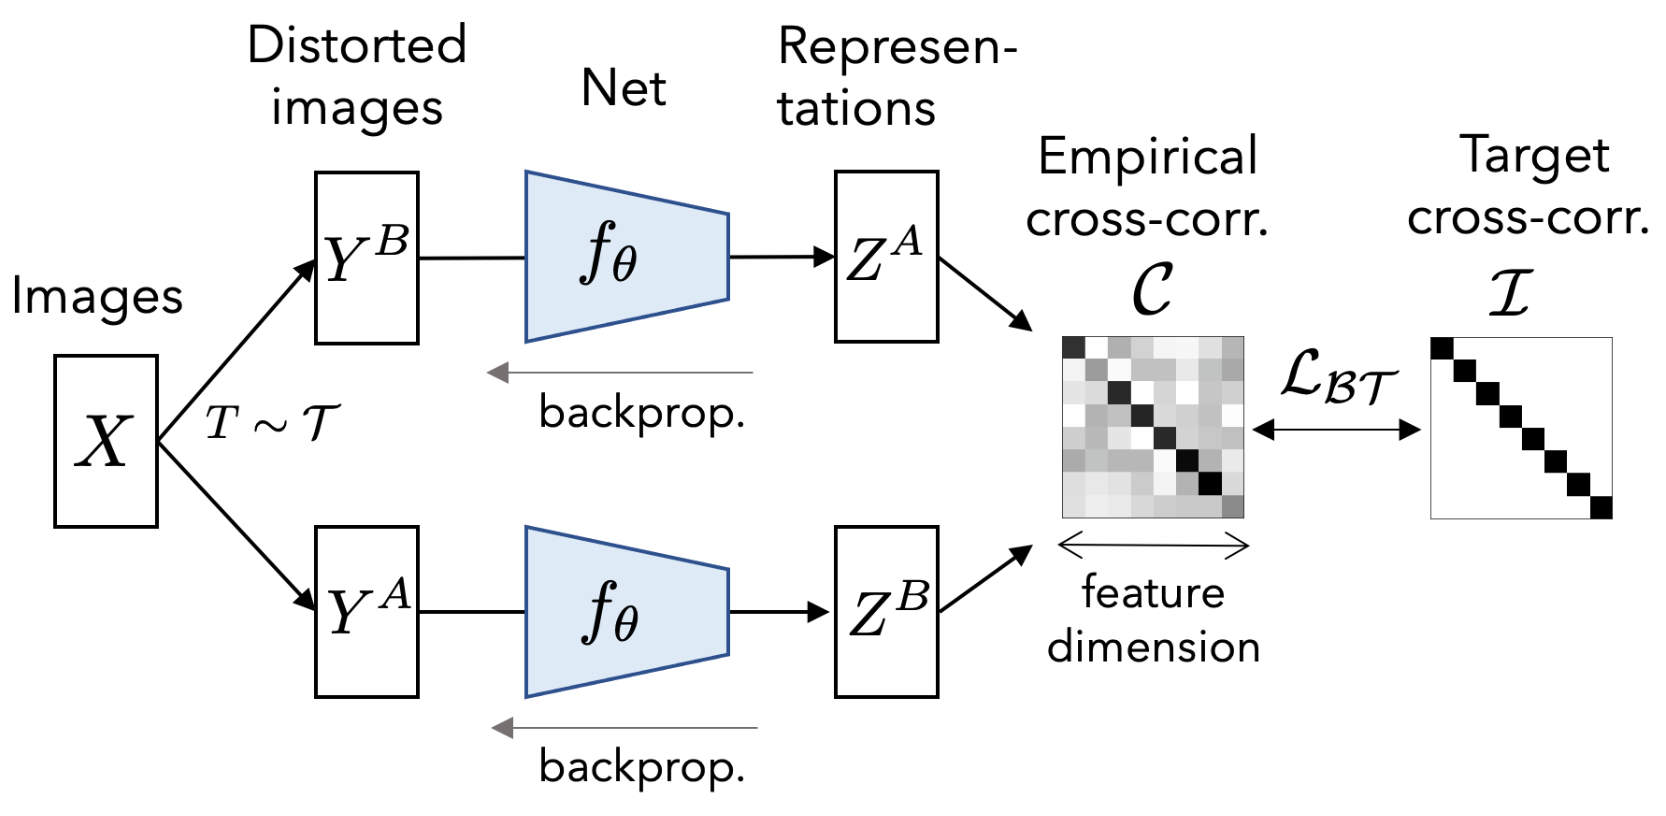 Distorted
images
Net
Represen-
tations
Empirical
cross-corr.
C
Target
cross-corr.
I
Images
X
T ~ T
Y^B
f_θ
Z^A
backprop.
L_BT
Y^A
f_θ
Z^B
backprop.
feature
dimension